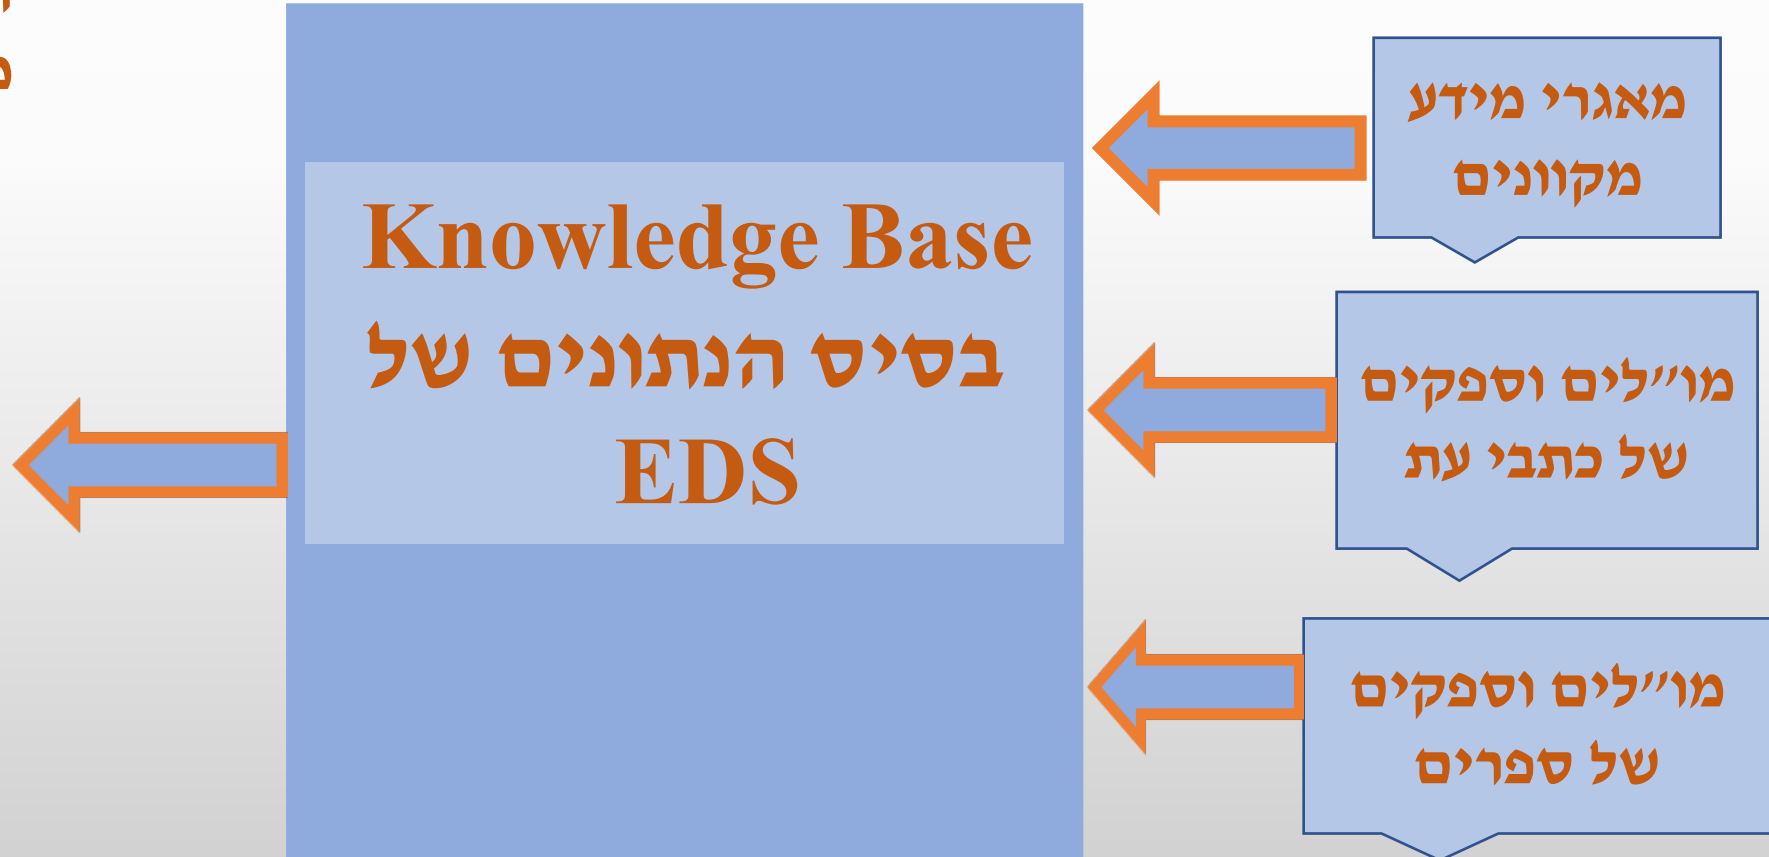 מאגרי מידע
מקוונים
מו״לים וספקים
של כתבי עת
מו״לים וספקים
של ספרים
Knowledge Base
בסיס הנתונים של
EDS